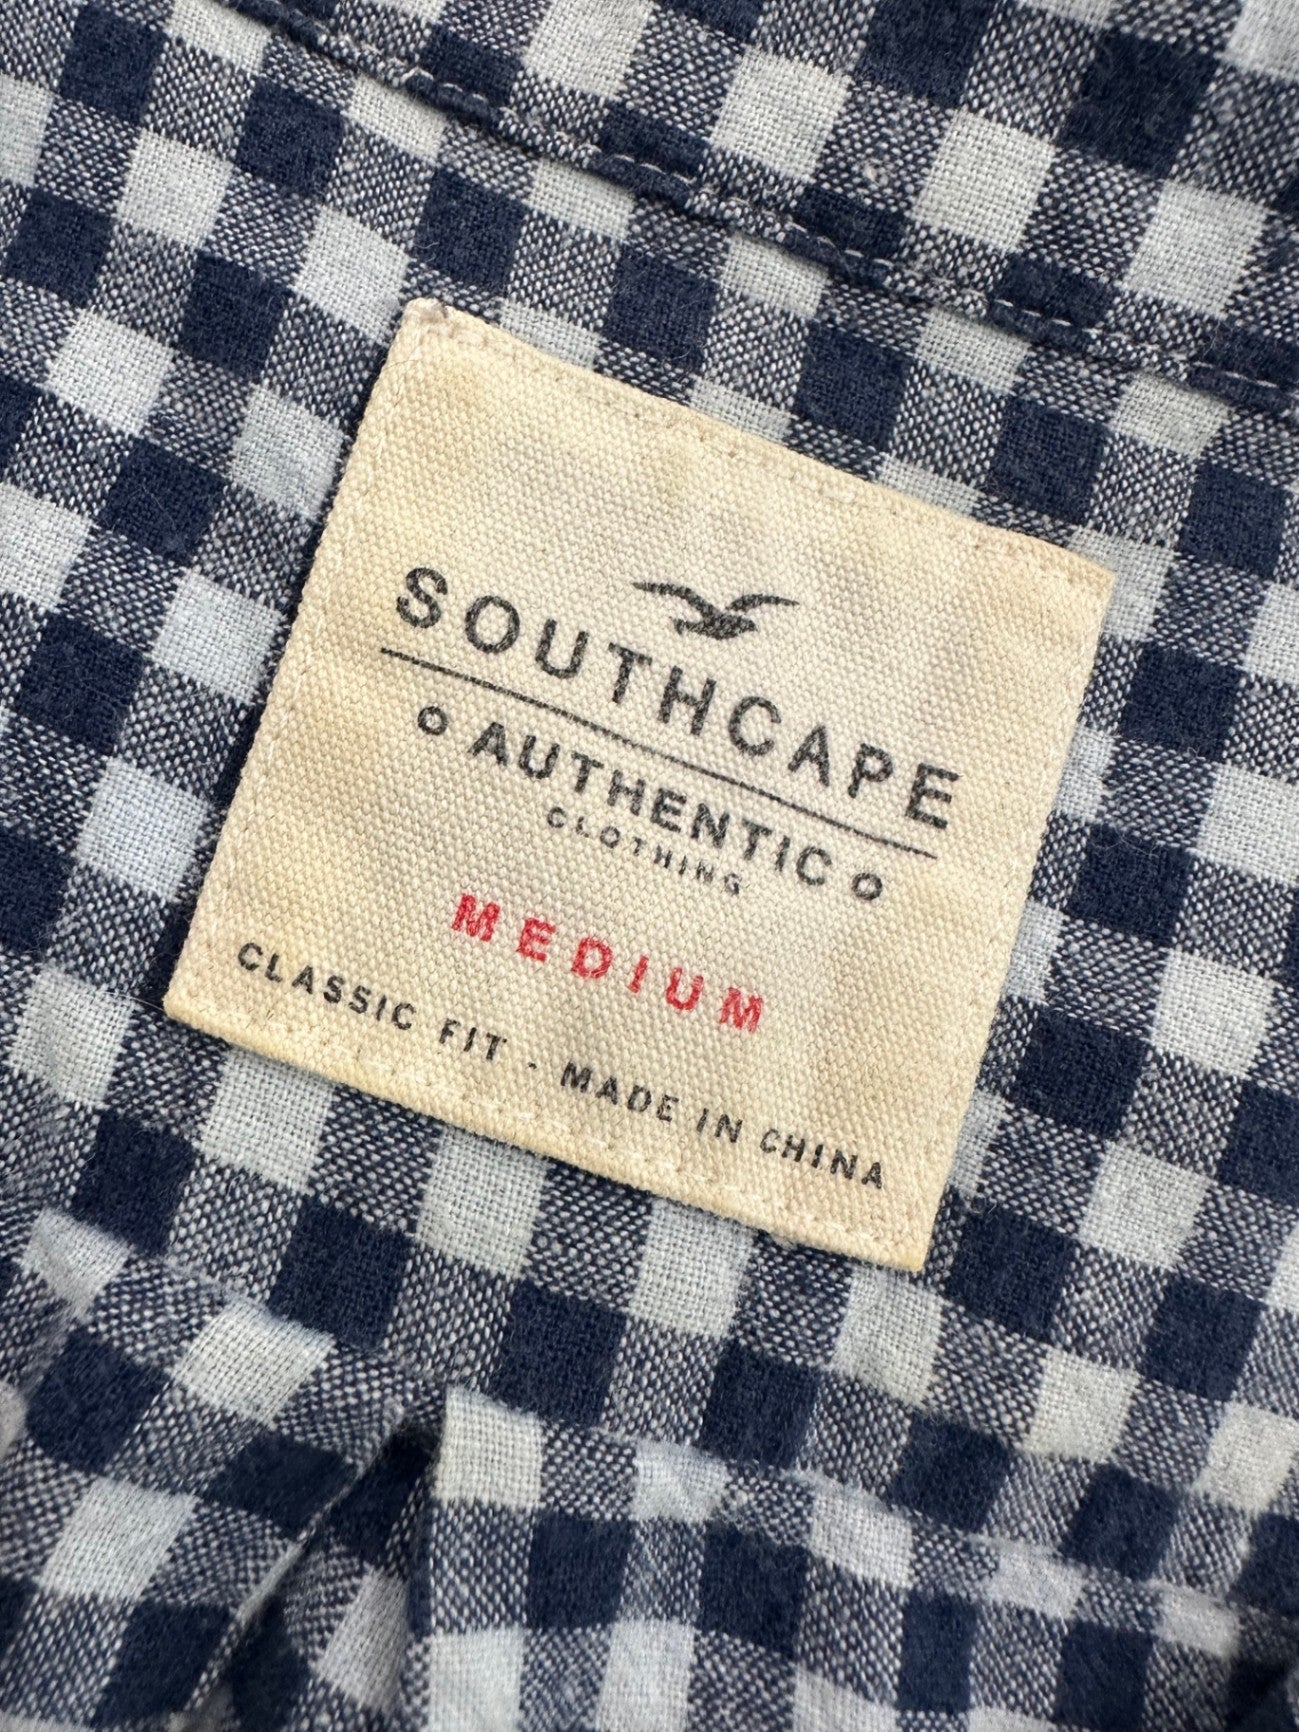 SOUTHCAPE
AUTHENTIC
CLOTHING
MEDIUM
CLASSIC FIT - MADE IN CHINA